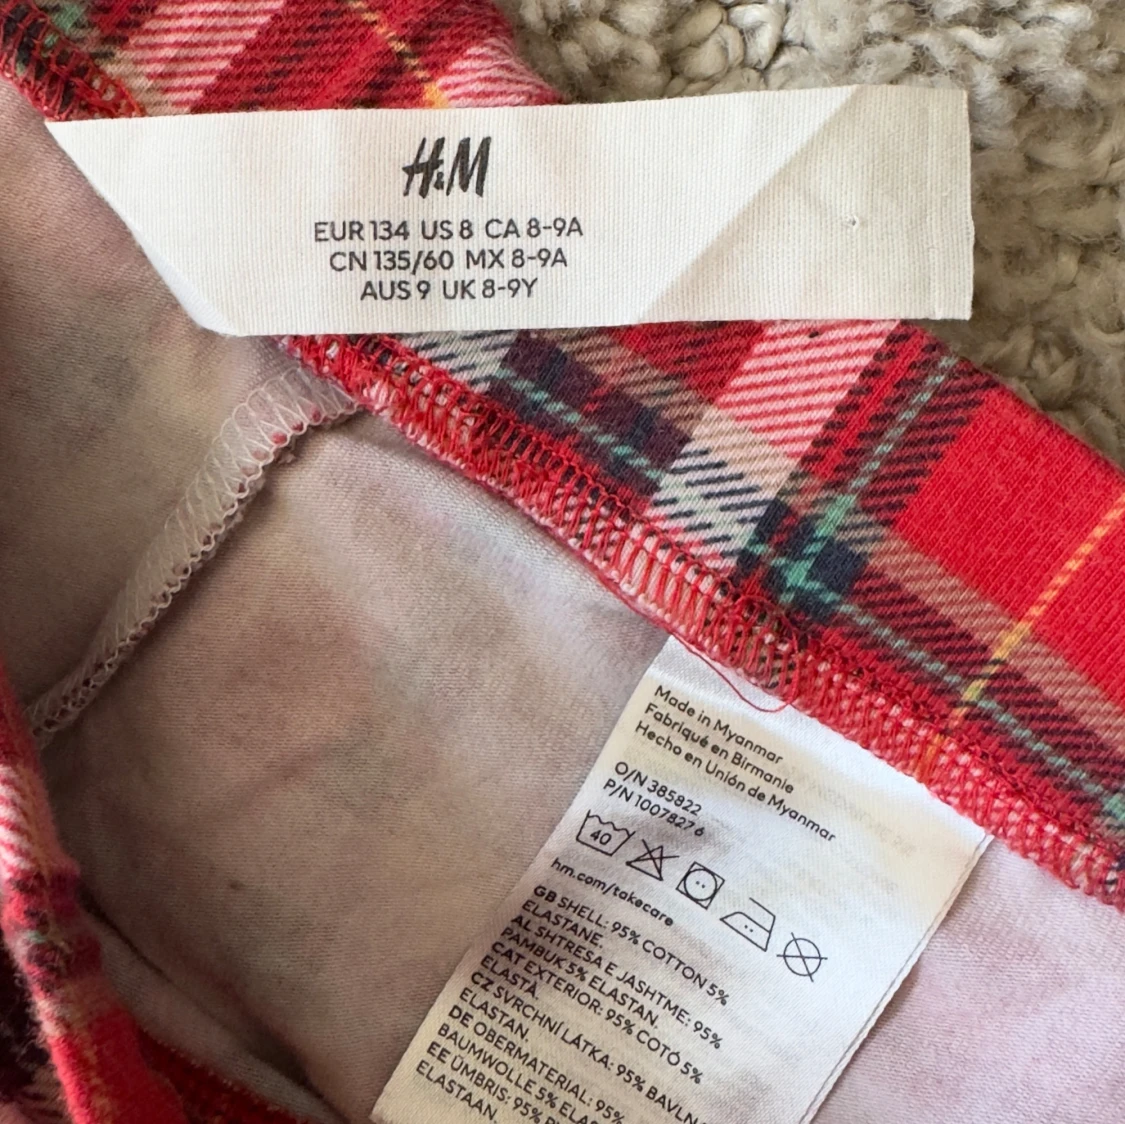 H&M
EUR 134 US 8 CA 8-9A
CN 135/60 MX 8-9A
AUS 9 UK 8-9Y
Made in Myanmar
Fabriqué en Birmanie
Hecho en Unión de Myanmar
O/N 385822
P/N 1007827 6
40
hm.com/takecare
GB SHELL: 95% COTTON 5%
ELASTANE.
AL SHTRESA E JASHTME: 95%
PAMBUK 5% ELASTAN.
CAT EXTERIOR: 95% COTÓ 5%
ELASTÀ.
CZ SVRCHNÍ LÁTKA: 95% BAVLNA
ELASTAN.
DE OBERMATERIAL: 95%
BAUMWOLLE 5% ELAS
EE ÜMBRIS: 95%
ELASTAAN.